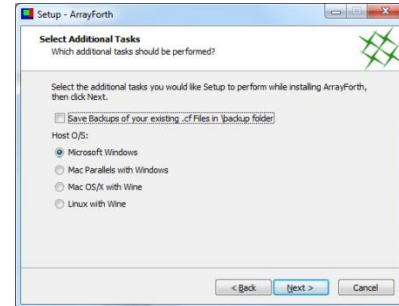 Setup - ArrayForth
Select Additional Tasks
Which additional tasks should be performed?
Select the additional tasks you would like Setup to perform while installing ArrayForth,
then click Next.
Save Backups of your existing .cf Files in \backup folder
Host O/S:
Microsoft Windows
Mac Parallels with Windows
Mac OS/X with Wine
Linux with Wine
< Back Next > Cancel